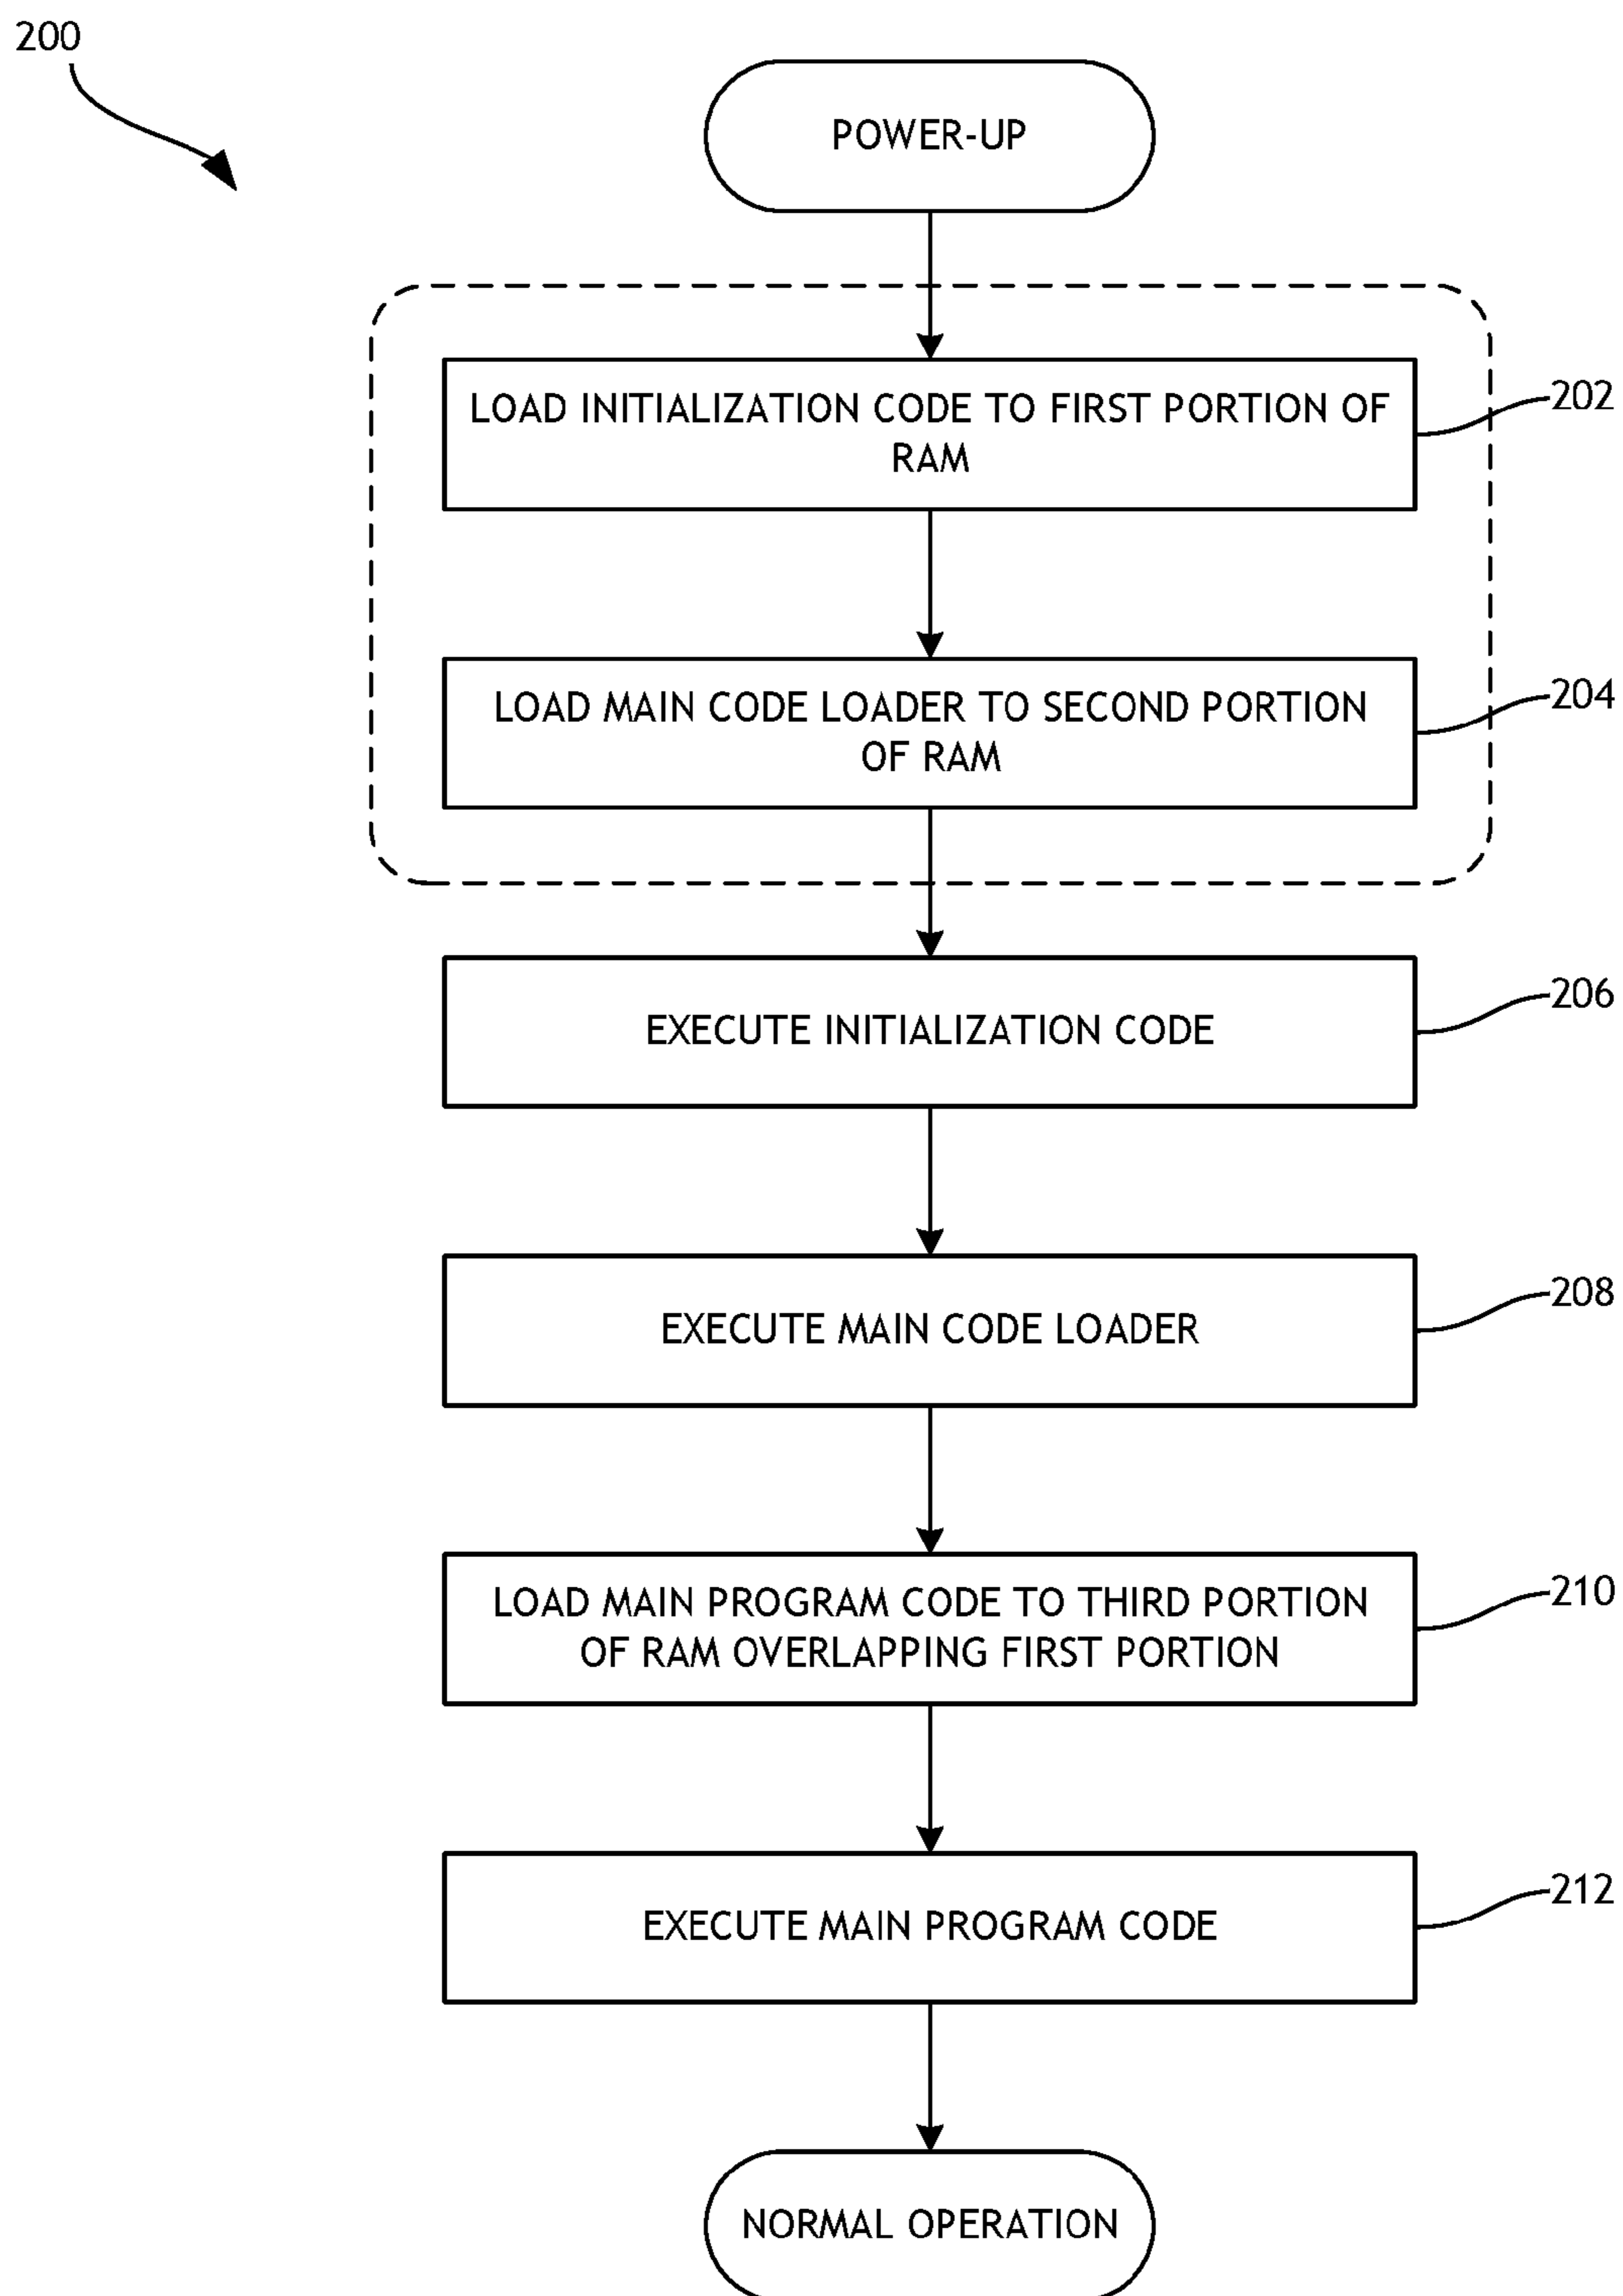 200
POWER-UP
LOAD INITIALIZATION CODE TO FIRST PORTION OF
RAM
202
LOAD MAIN CODE LOADER TO SECOND PORTION
OF RAM
204
EXECUTE INITIALIZATION CODE
206
EXECUTE MAIN CODE LOADER
208
LOAD MAIN PROGRAM CODE TO THIRD PORTION
OF RAM OVERLAPPING FIRST PORTION
210
EXECUTE MAIN PROGRAM CODE
212
NORMAL OPERATION